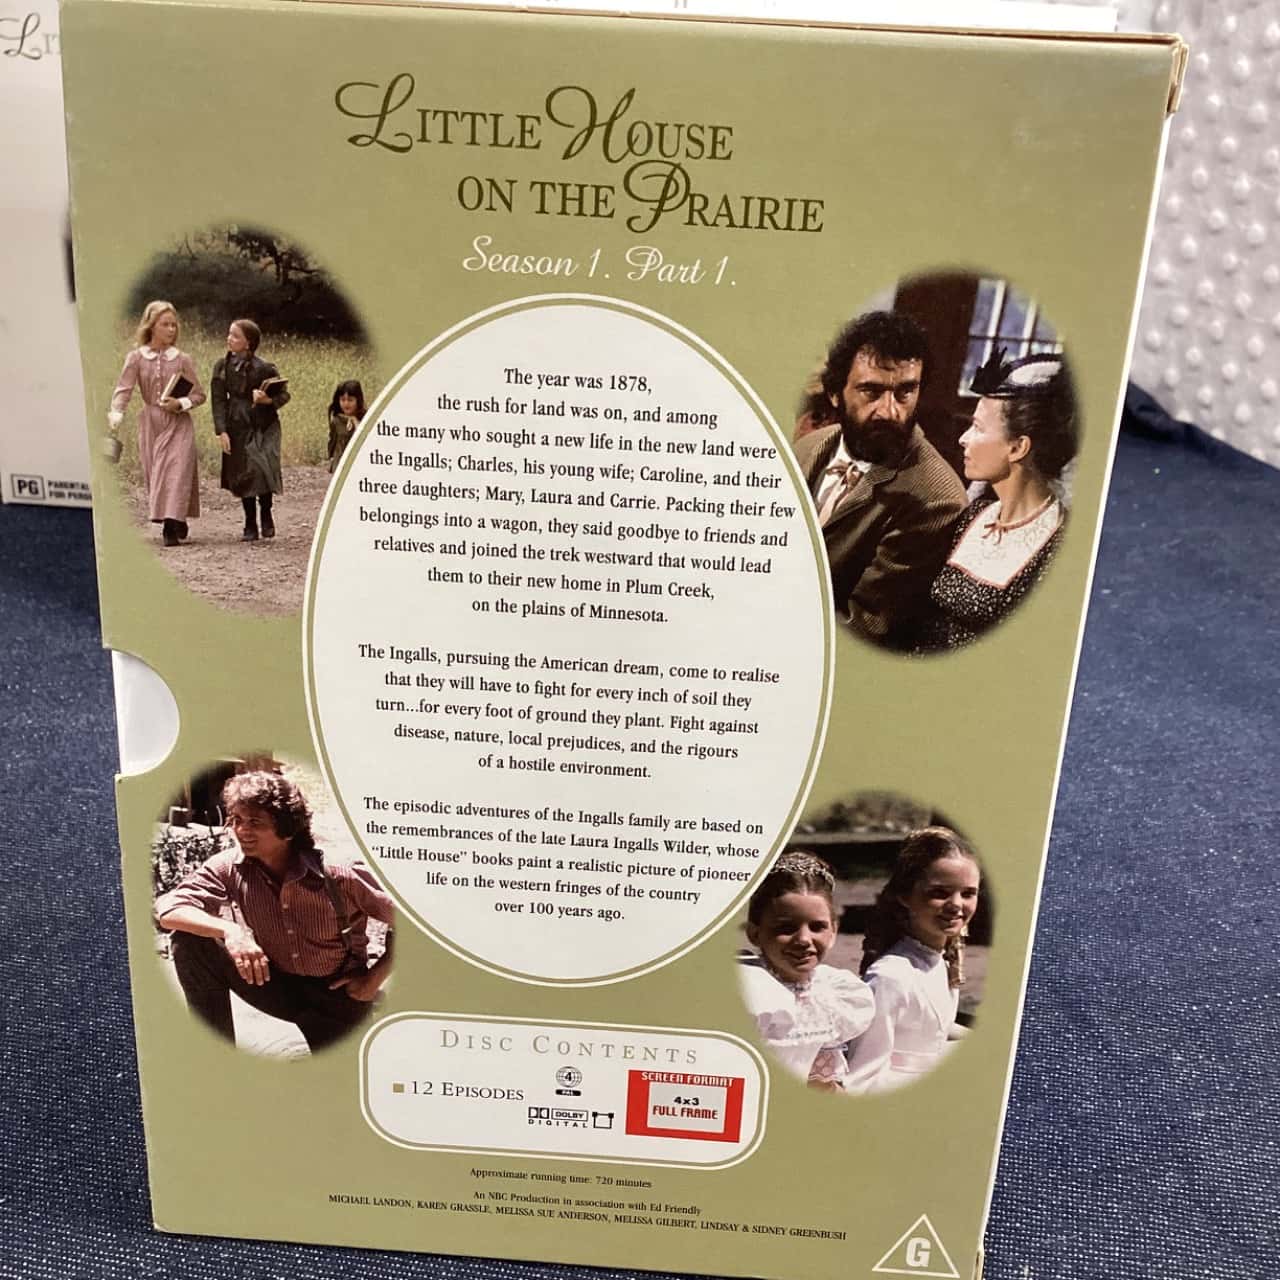 LITTLE HOUSE
ON THE PRAIRIE
Season 1. Part 1.
The year was 1878,
the rush for land was on, and among
the many who sought a new life in the new land were
the Ingalls; Charles, his young wife; Caroline, and their
three daughters; Mary, Laura and Carrie. Packing their few
belongings into a wagon, they said goodbye to friends and
relatives and joined the trek westward that would lead
them to their new home in Plum Creek,
on the plains of Minnesota.
The Ingalls, pursuing the American dream, come to realise
that they will have to fight for every inch of soil they
turn...for every foot of ground they plant. Fight against
disease, nature, local prejudices, and the rigours
of a hostile environment.
The episodic adventures of the Ingalls family are based on
the remembrances of the late Laura Ingalls Wilder, whose
“Little House” books paint a realistic picture of pioneer
life on the western fringes of the country
over 100 years ago.
DISC CONTENTS
12 EPISODES
4
PAL
DOLBY
DIGITAL
SCREEN FORMAT
4x3
FULL FRAME
Approximate running time: 720 minutes
An NBC Production in association with Ed Friendly
MICHAEL LANDON, KAREN GRASSLE, MELISSA SUE ANDERSON, MELISSA GILBERT, LINDSAY & SIDNEY GREENBUSH
G
PG